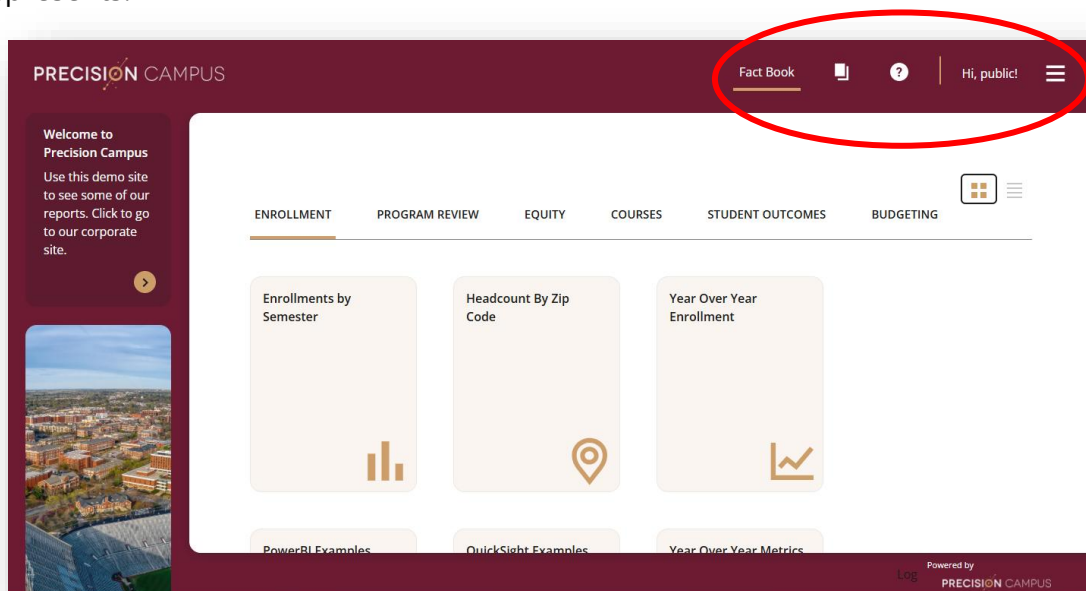 PRECISION CAMPUS
Fact Book
?
Hi, public!
Welcome to
Precision Campus
Use this demo site
to see some of our
reports. Click to go
to our corporate
site.
ENROLLMENT PROGRAM REVIEW EQUITY COURSES STUDENT OUTCOMES BUDGETING
Enrollments by
Semester
Headcount By Zip
Code
Year Over Year
Enrollment
PowerBI Examples
QuickSight Examples
Year Over Year Metrics
Log
Powered by
PRECISION CAMPUS